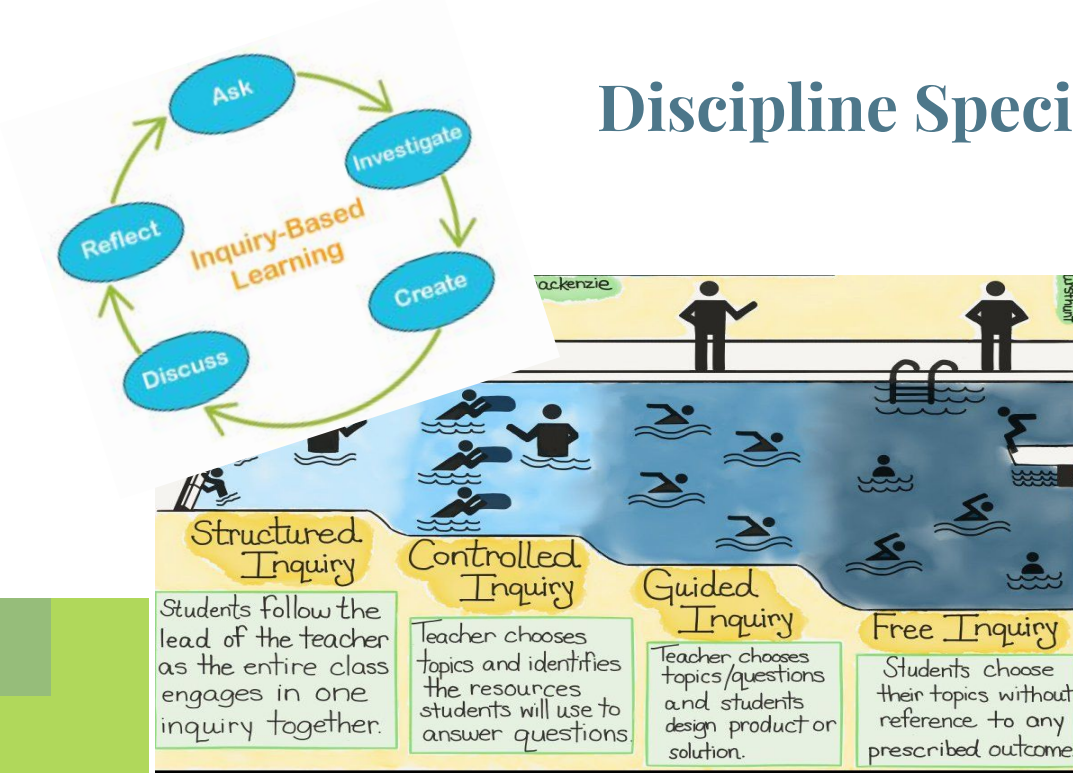 Discipline Speci
Ask
Investigate
Create
Discuss
Reflect
Inquiry-Based
Learning
ackenzie
Structured
Inquiry
Students follow the
lead of the teacher
as the entire class
engages in one
inquiry together.
Controlled
Inquiry
Teacher chooses
topics and identifies
the resources
students will use to
answer questions.
Guided
Inquiry
Teacher chooses
topics/questions
and students
design product or
solution.
Free Inquiry
Students choose
their topics without
reference to any
prescribed outcome